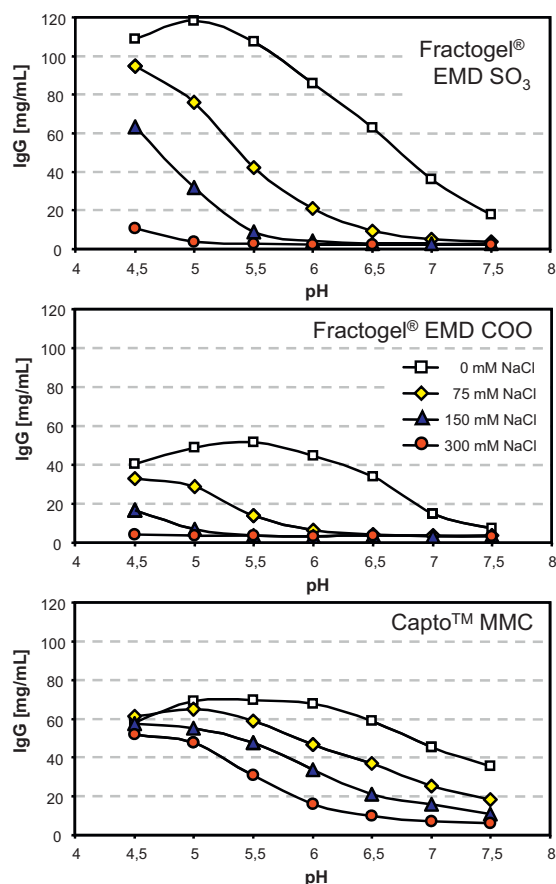 120
Fractogel® EMD SO3
100
80
60
40
20
0
IgG [mg/mL]
4 4,5 5 5,5 6 6,5 7 7,5 8
pH
120
Fractogel® EMD COO
100
80
60
40
20
0
IgG [mg/mL]
0 mM NaCl
75 mM NaCl
150 mM NaCl
300 mM NaCl
4 4,5 5 5,5 6 6,5 7 7,5 8
pH
120
Capto™ MMC
100
80
60
40
20
0
IgG [mg/mL]
4 4,5 5 5,5 6 6,5 7 7,5 8
pH